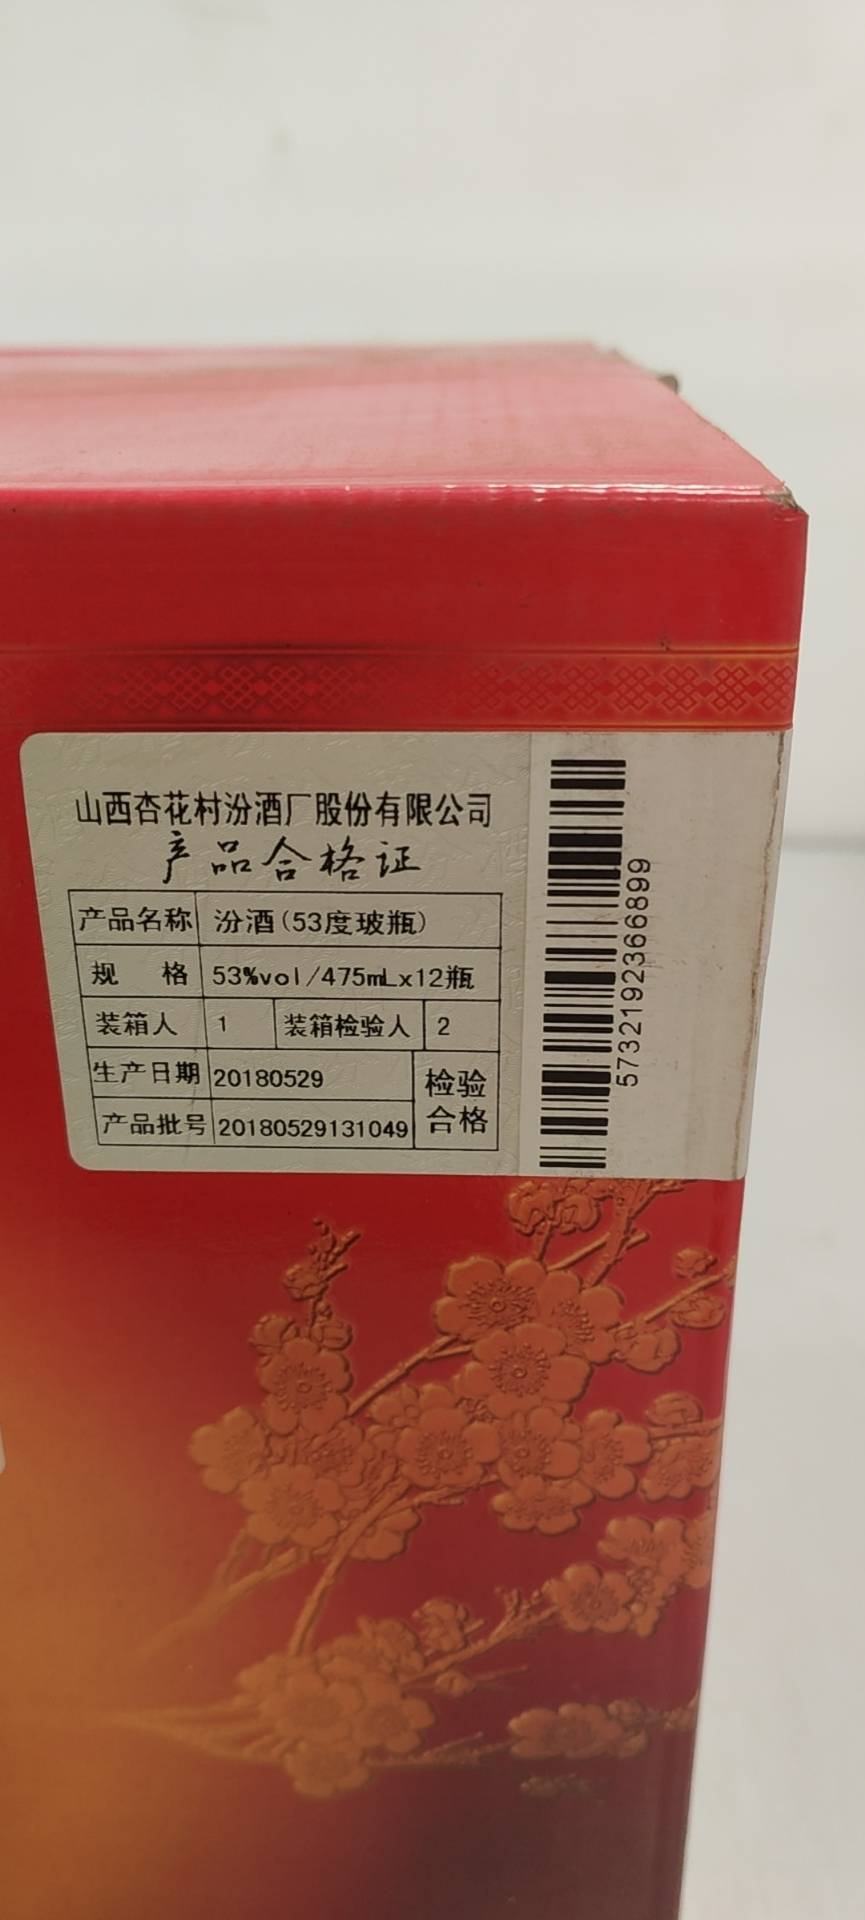 山西杏花村汾酒厂股份有限公司
产品合格证
产品名称 汾酒(53度玻瓶)
规 格 53%vol/475mLx12瓶
装箱人 1 装箱检验人 2
生产日期 20180529 检验
产品批号 20180529131049 合格
5732192366899